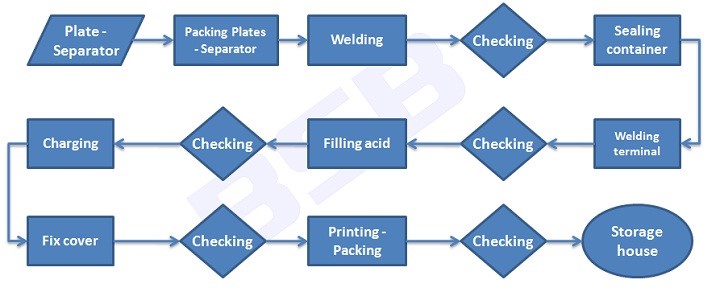 Plate -
Separator
Packing Plates
- Separator
Welding
Checking
Sealing
container
Charging
Checking
Filling acid
Checking
Welding
terminal
Fix cover
Checking
Printing -
Packing
Checking
Storage
house
BSB